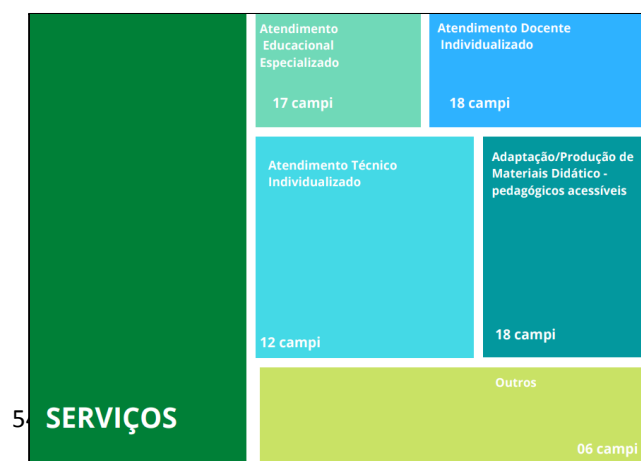 Atendimento
Educacional
Especializado
17 campi
Atendimento Docente
Individualizado
18 campi
Atendimento Técnico
Individualizado
12 campi
Adaptação/Produção de
Materiais Didático -
pedagógicos acessíveis
18 campi
Outros
06 campi
SERVIÇOS